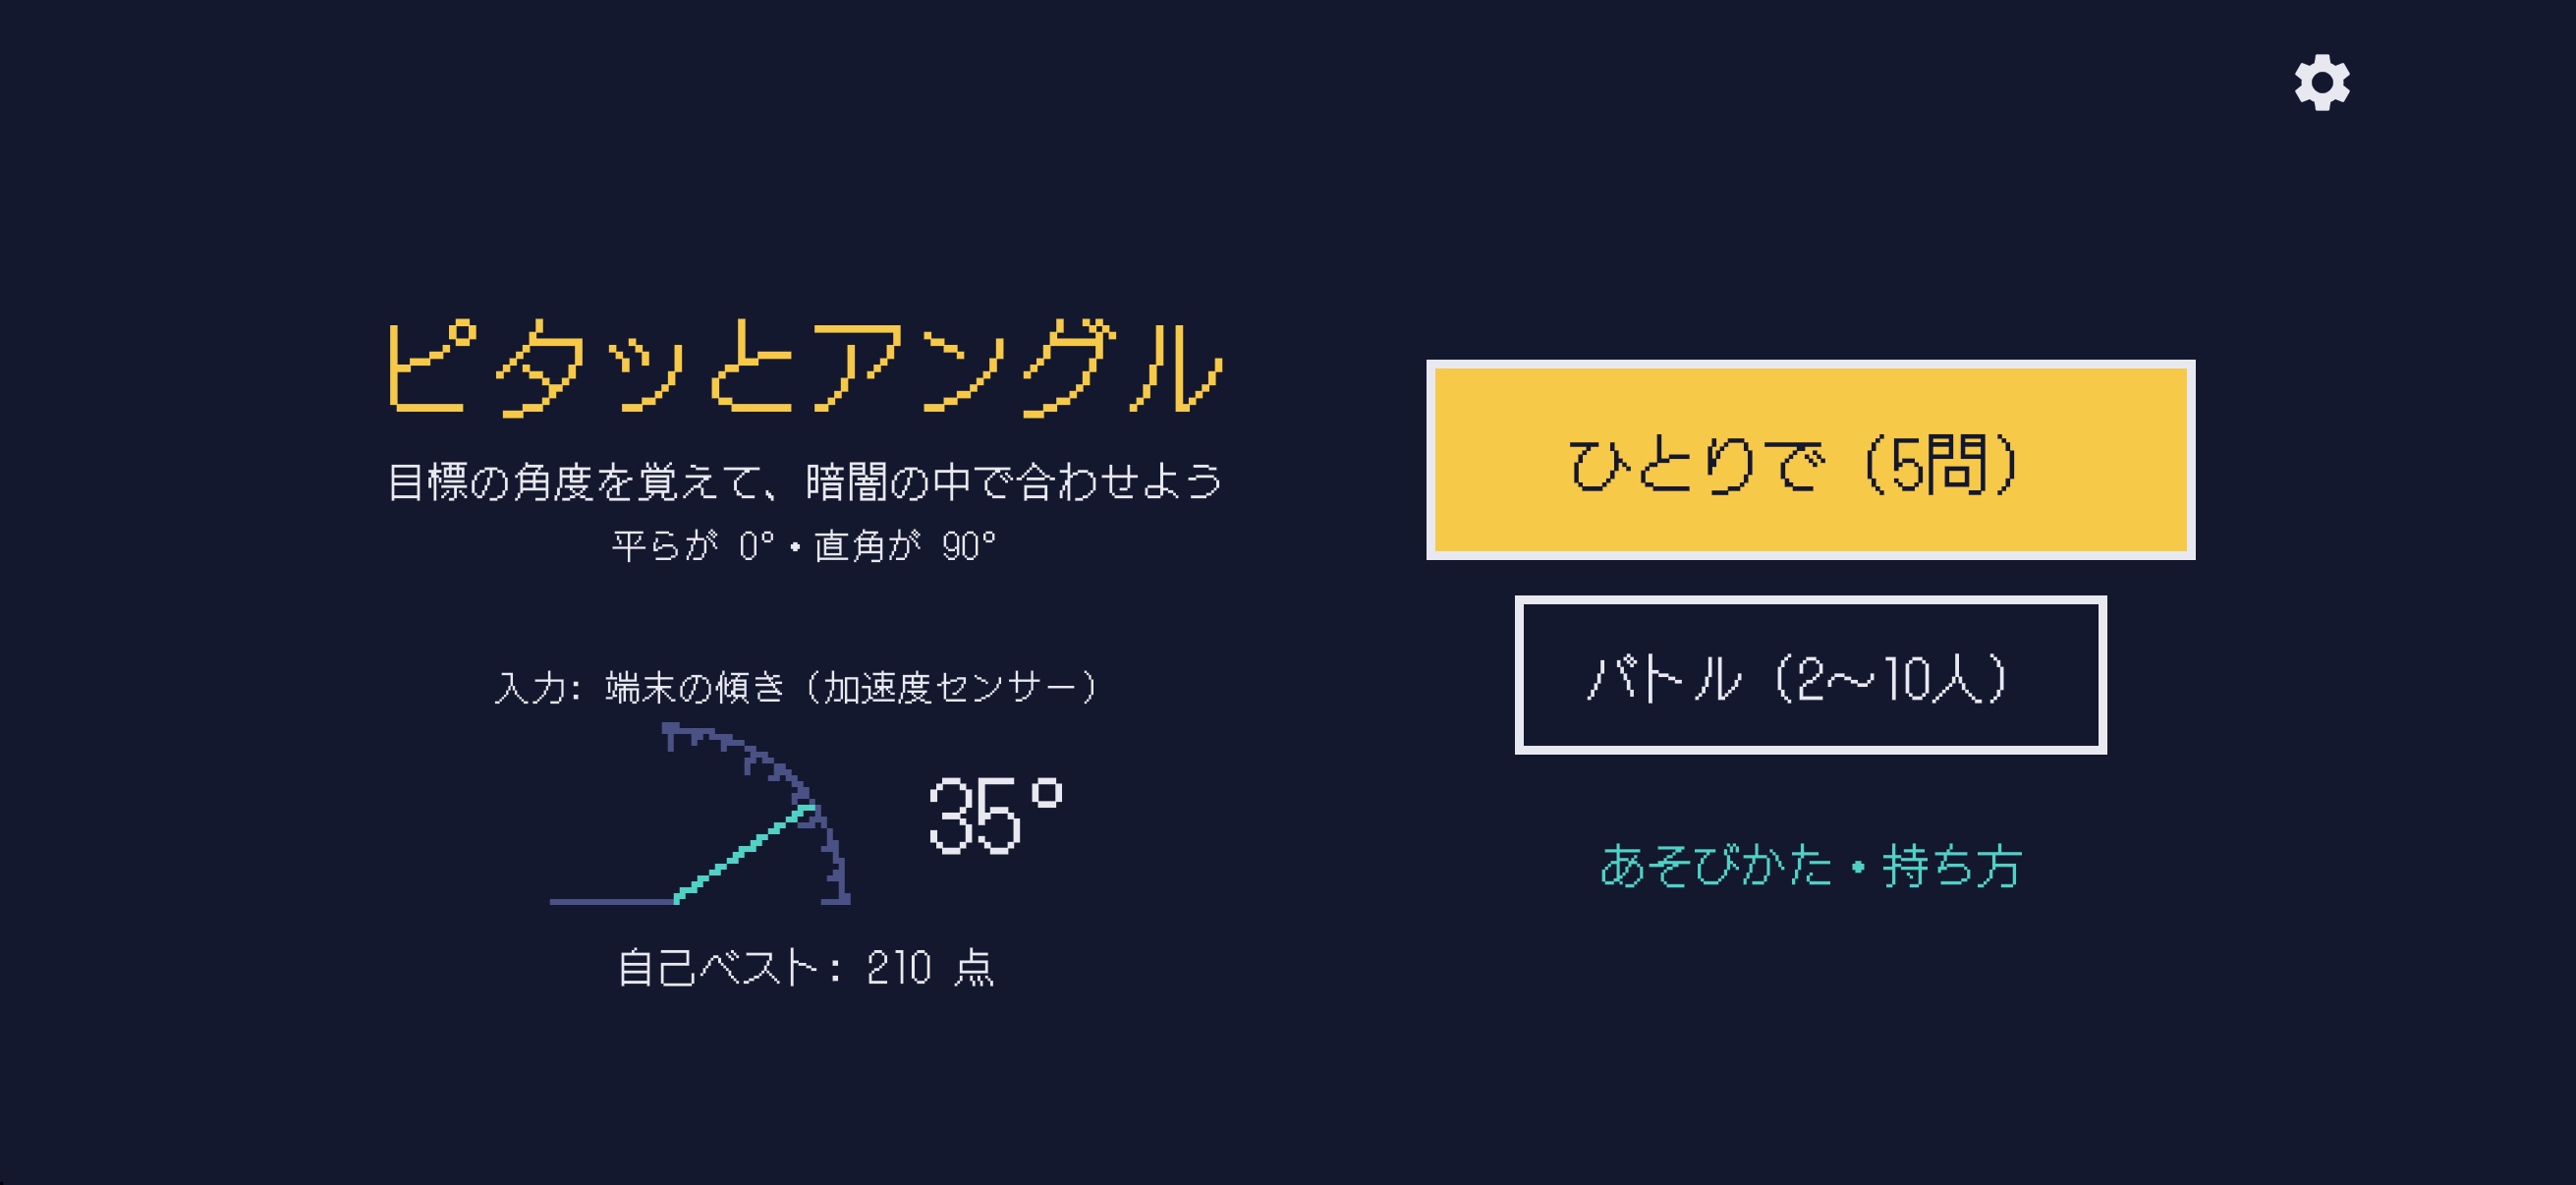 ピタッとアングル
目標の角度を覚えて、暗闇の中で合わせよう
平らが 0°・直角が 90°
入力: 端末の傾き（加速度センサー）
35°
自己ベスト: 210 点
ひとりで（5問）
バトル（2〜10人）
あそびかた・持ち方